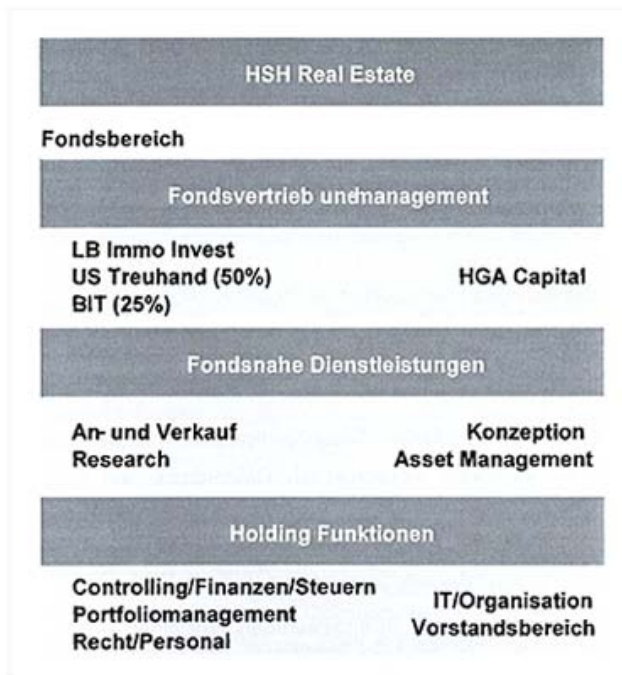 HSH Real Estate
Fondsbereich
Fondsvertrieb undmanagement
LB Immo Invest
US Treuhand (50%)
BIT (25%)
HGA Capital
Fondsnahe Dienstleistungen
An- und Verkauf
Research
Konzeption
Asset Management
Holding Funktionen
Controlling/Finanzen/Steuern
Portfoliomanagement
Recht/Personal
IT/Organisation
Vorstandsbereich